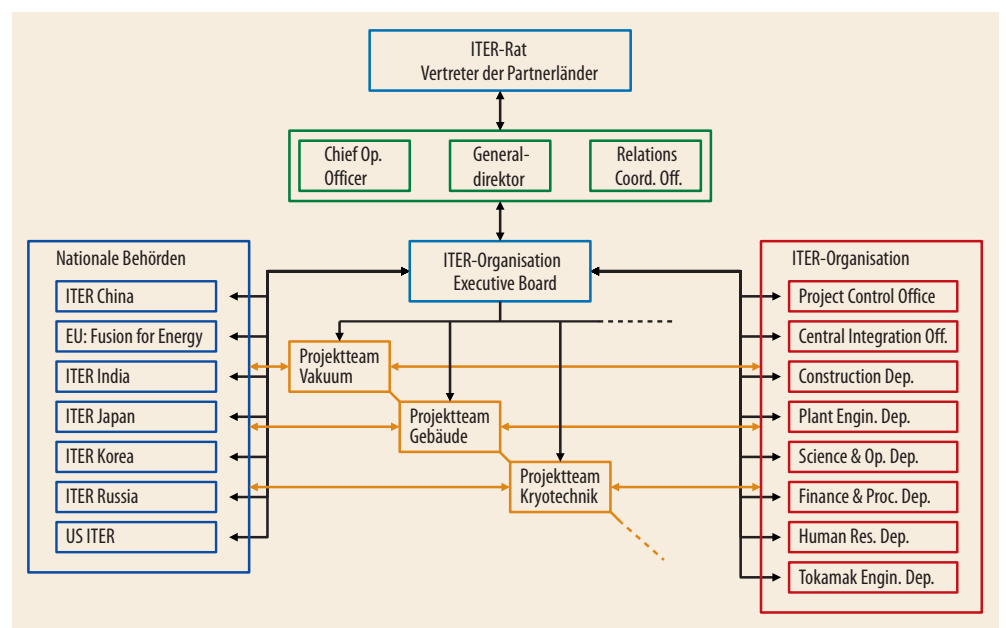 ITER-Rat
Vertreter der Partnerländer
Chief Op.
Officer
General-
direktor
Relations
Coord. Off.
Nationale Behörden
ITER China
EU: Fusion for Energy
ITER India
ITER Japan
ITER Korea
ITER Russia
US ITER
ITER-Organisation
Executive Board
Projektteam
Vakuum
Projektteam
Gebäude
Projektteam
Kryotechnik
ITER-Organisation
Project Control Office
Central Integration Off.
Construction Dep.
Plant Engin. Dep.
Science & Op. Dep.
Finance & Proc. Dep.
Human Res. Dep.
Tokamak Engin. Dep.